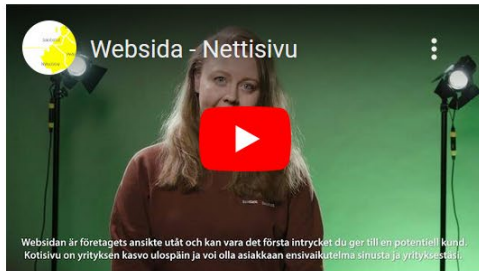 Websida - Nettisivu
Websidan är företagets ansikte utåt och kan vara det första intrycket du ger till en potentiell kund.
Kotisivu on yrityksen kasvo ulospäin ja voi olla asiakkaan ensivaikutelma sinusta ja yrityksestäsi.